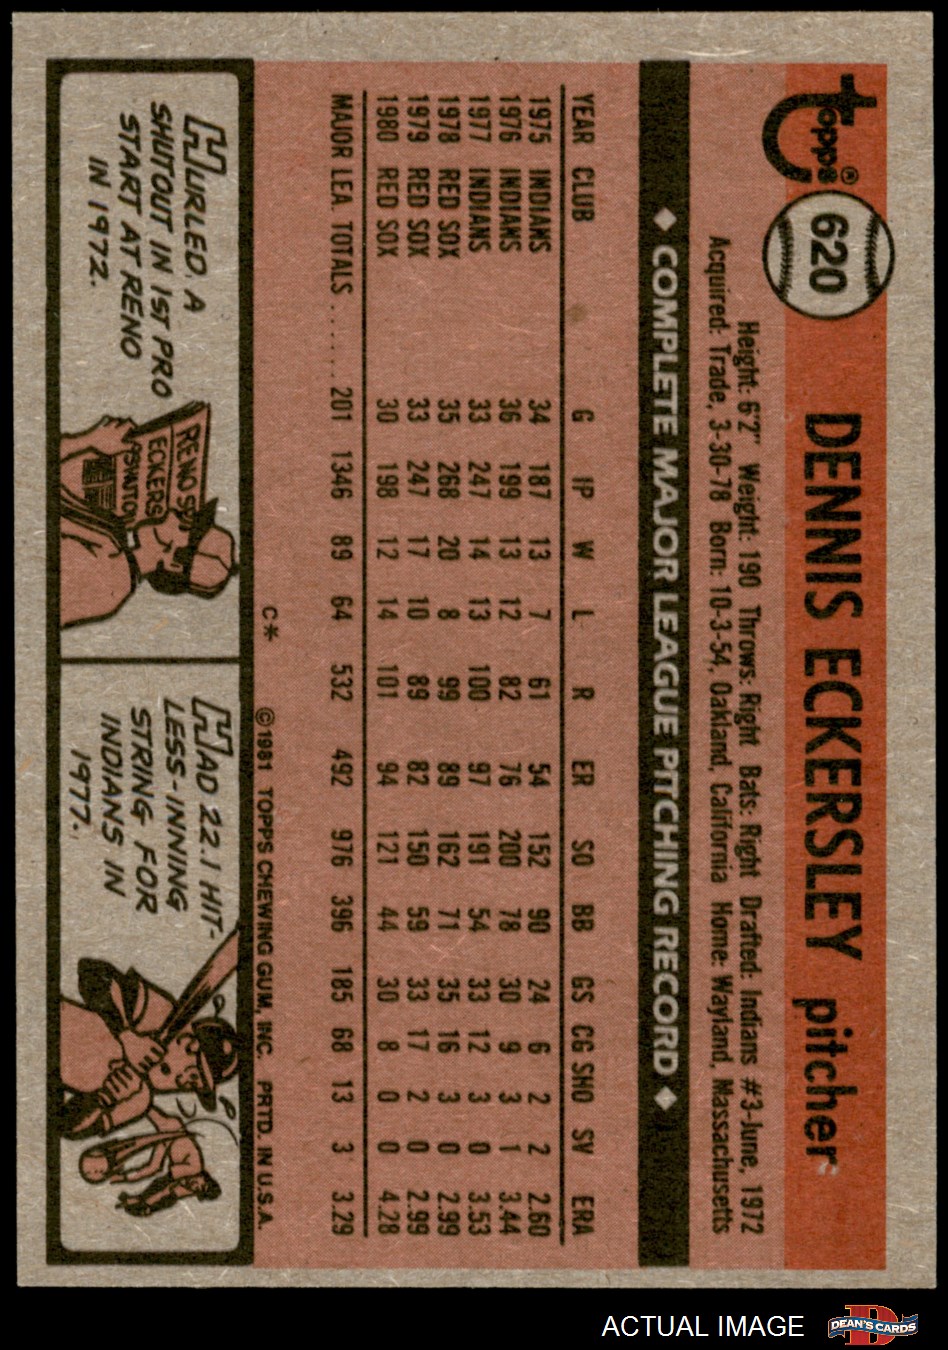 Topps®
620
DENNIS ECKERSLEY pitcher
Height: 6'2" Weight: 190 Throws: Right Bats: Right Drafted: Indians #3-June, 1972
Acquired: Trade, 3-30-78 Born: 10-3-54, Oakland, California Home: Wayland, Massachusetts
◆ COMPLETE MAJOR LEAGUE PITCHING RECORD ◆
YEAR CLUB G IP W L R ER SO BB GS CG SHO SV ERA
1975 INDIANS 34 187 13 7 61 54 152 90 24 6 2 2 2.60
1976 INDIANS 36 199 13 12 82 76 200 78 30 9 3 1 3.44
1977 INDIANS 33 247 14 13 100 97 191 54 33 12 3 0 3.53
1978 RED SOX 35 268 20 8 99 89 162 71 35 16 3 0 2.99
1979 RED SOX 33 247 17 10 89 82 150 59 33 17 2 0 2.99
1980 RED SOX 30 198 12 14 101 94 121 44 30 8 0 0 4.28
MAJOR LEA. TOTALS ...... 201 1346 89 64 532 492 976 396 185 68 13 3 3.29
C* ©1981 TOPPS CHEWING GUM, INC. PRTD. IN U.S.A.
HURLED A
SHUTOUT IN 1ST PRO
START AT RENO
IN 1972.
RENO
ECKERS
HAD 22.1 HIT-
LESS-INNING
STRING FOR
INDIANS IN
1977.
ACTUAL IMAGE
DEAN'S CARDS